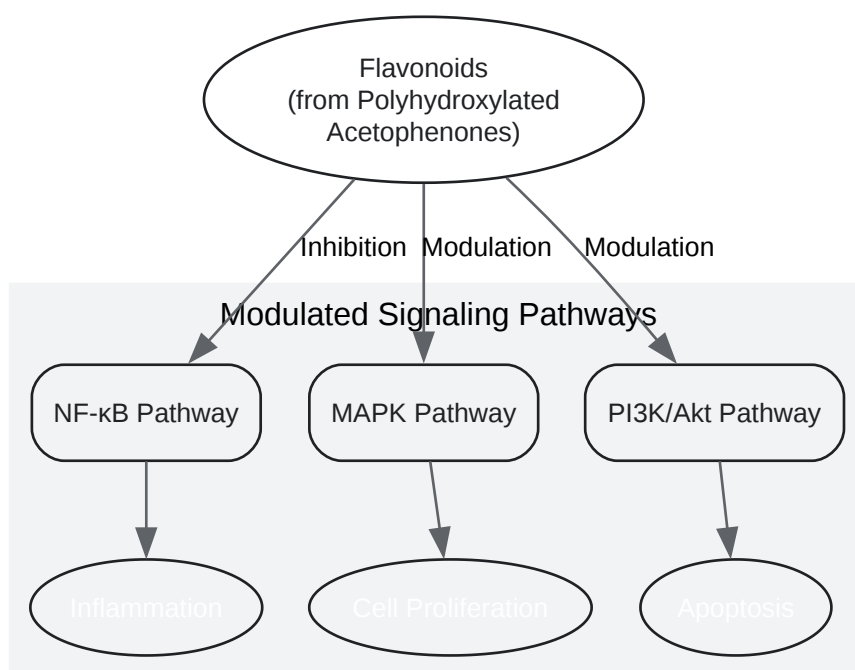 Flavonoids
(from Polyhydroxylated
Acetophenones)
Inhibition
Modulation
Modulation
Modulated Signaling Pathways
NF-κB Pathway
MAPK Pathway
PI3K/Akt Pathway
Inflammation
Cell Proliferation
Apoptosis